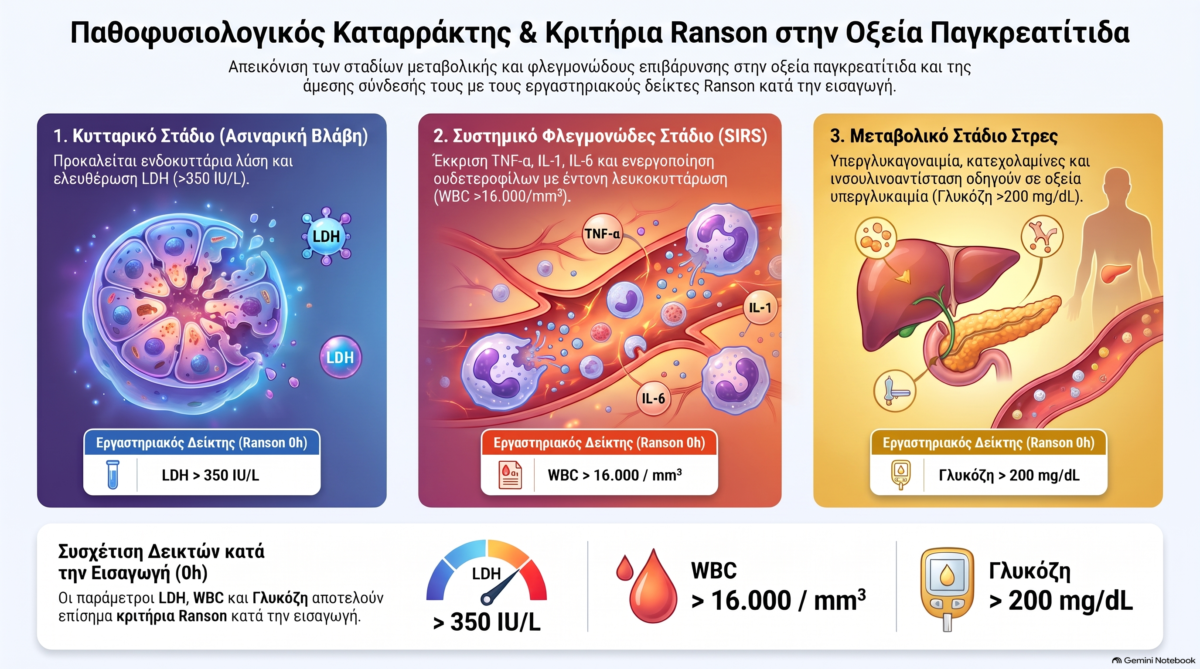 Παθοφυσιολογικός Καταρράκτης & Κριτήρια Ranson στην Οξεία Παγκρεατίτιδα
Απεικόνιση των σταδίων μεταβολικής και φλεγμονώδους επιβάρυνσης στην οξεία παγκρεατίτιδα και της
άμεσης σύνδεσής τους με τους εργαστηριακούς δείκτες Ranson κατά την εισαγωγή.
1. Κυτταρικό Στάδιο (Ασιναρική Βλάβη)
Προκαλείται ενδοκυττάρια λύση και
ελευθέρωση LDH (>350 IU/L).
LDH
LDH
Εργαστηριακός Δείκτης (Ranson 0h)
LDH > 350 IU/L
2. Συστημικό Φλεγμονώδες Στάδιο (SIRS)
Έκκριση TNF-α, IL-1, IL-6 και ενεργοποίηση
ουδετεροφίλων με έντονη λευκοκυττάρωση
(WBC >16.000/mm³).
TNF-α
IL-1
IL-6
Εργαστηριακός Δείκτης (Ranson 0h)
WBC > 16.000 / mm³
3. Μεταβολικό Στάδιο Στρες
Υπεργλυκαγοναιμία, κατεχολαμίνες και
ινσουλινοαντίσταση οδηγούν σε οξεία
υπεργλυκαιμία (Γλυκόζη >200 mg/dL).
Εργαστηριακός Δείκτης (Ranson 0h)
Γλυκόζη > 200 mg/dL
Συσχέτιση Δεικτών κατά
την Εισαγωγή (0h)
Οι παράμετροι LDH, WBC και Γλυκόζη αποτελούν
επίσημα κριτήρια Ranson κατά την εισαγωγή.
LDH
> 350 IU/L
WBC
> 16.000 / mm³
Γλυκόζη
> 200 mg/dL
Gemini Notebook